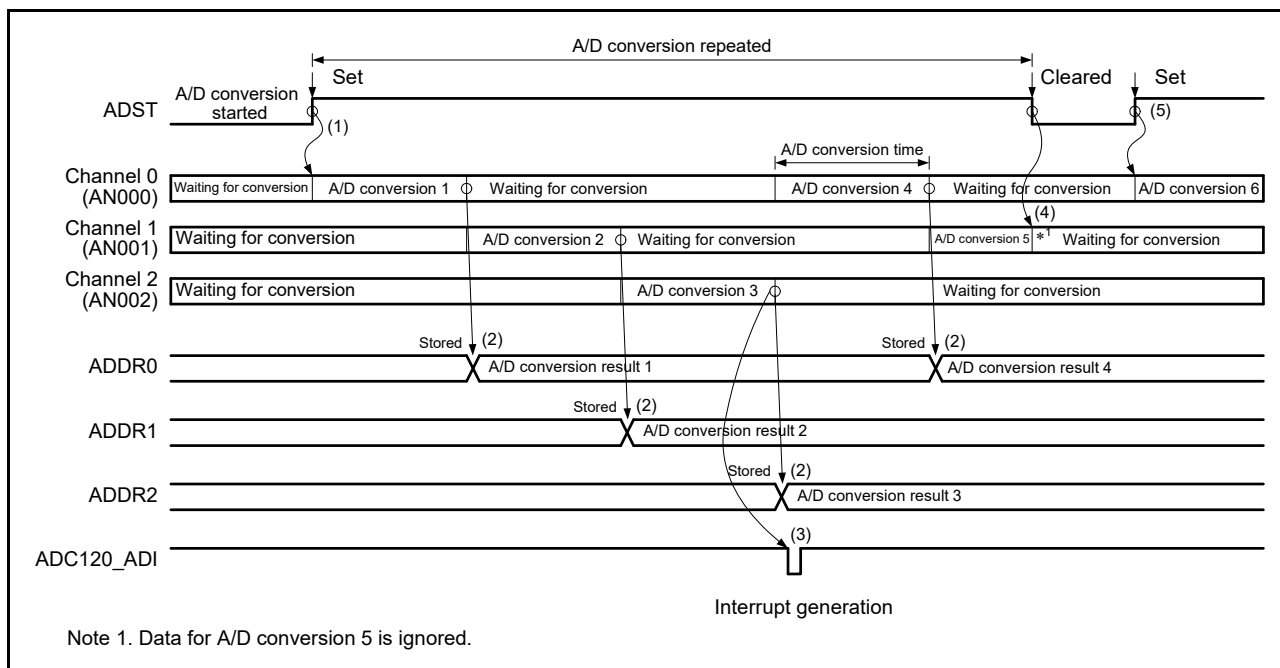 A/D conversion repeated
Set
Cleared
Set
ADST
A/D conversion
started
(1)
(5)
A/D conversion time
Channel 0
(AN000)
Waiting for conversion
A/D conversion 1
Waiting for conversion
A/D conversion 4
Waiting for conversion
A/D conversion 6
(4)
Channel 1
(AN001)
Waiting for conversion
A/D conversion 2
Waiting for conversion
A/D conversion 5
*1
Waiting for conversion
Channel 2
(AN002)
Waiting for conversion
A/D conversion 3
Waiting for conversion
Stored
(2)
Stored
(2)
ADDR0
A/D conversion result 1
A/D conversion result 4
Stored
(2)
ADDR1
A/D conversion result 2
Stored
(2)
ADDR2
A/D conversion result 3
(3)
ADC120_ADI
Interrupt generation
Note 1. Data for A/D conversion 5 is ignored.